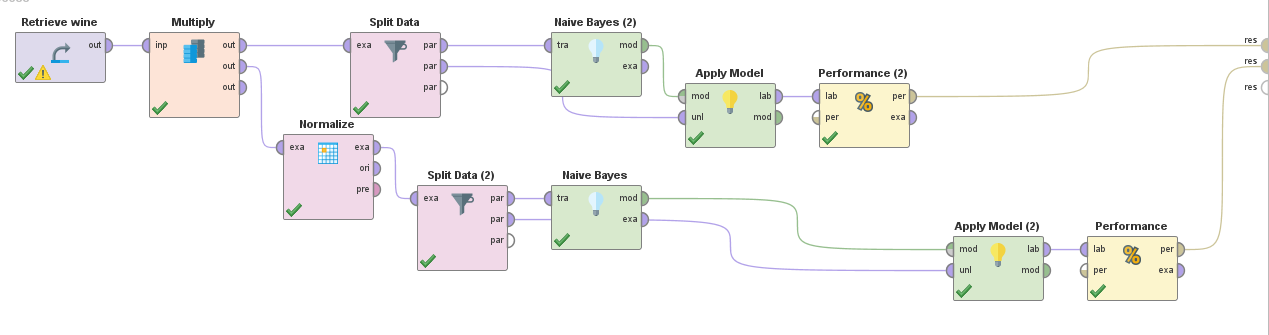 Retrieve wine
out
Multiply
inp out
out
out
Split Data
exa par
par
par
Naive Bayes (2)
tra mod
exa
Apply Model
mod lab
unl mod
Performance (2)
lab per
per exa
res
res
res
Normalize
exa exa
ori
pre
Split Data (2)
exa par
par
par
Naive Bayes
tra mod
exa
Apply Model (2)
mod lab
unl mod
Performance
lab per
per exa